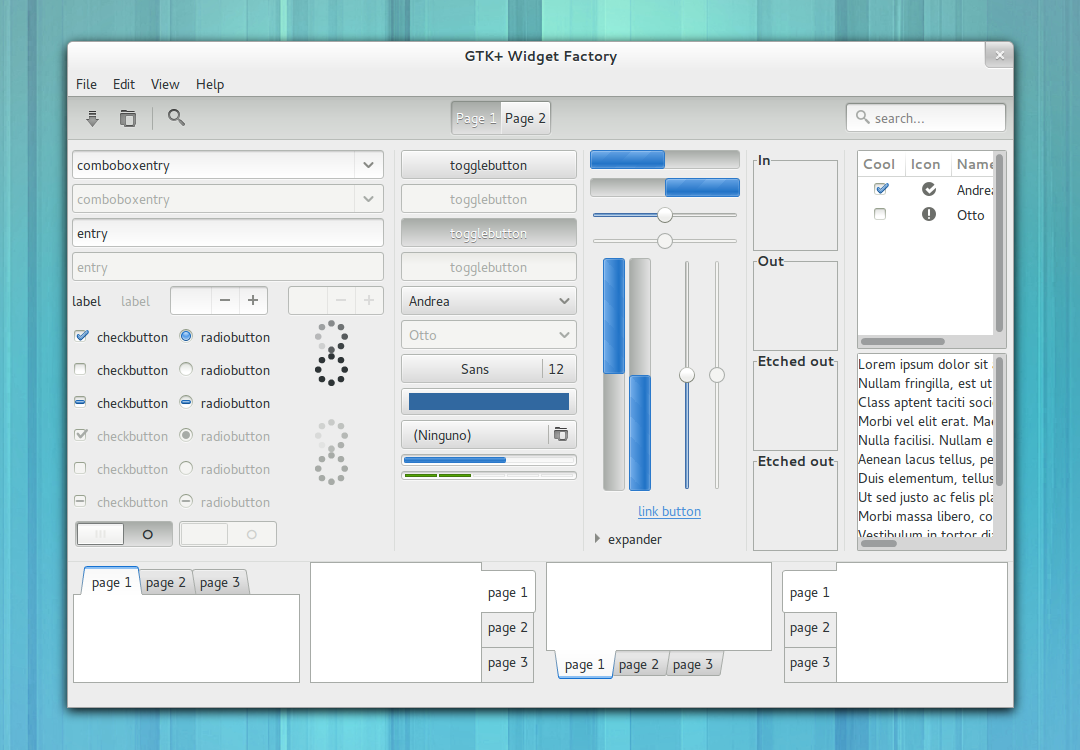 GTK+ Widget Factory
File Edit View Help
Page 1 Page 2 search...
comboboxentry
comboboxentry
entry
entry
label label
checkbutton radiobutton
checkbutton radiobutton
checkbutton radiobutton
checkbutton radiobutton
checkbutton radiobutton
checkbutton radiobutton
togglebutton
togglebutton
togglebutton
togglebutton
Andrea
Otto
Sans 12
(Ninguno)
link button
expander
In
Out
Etched out
Etched out
Cool Icon Name
Andrea
Otto
Lorem ipsum dolor sit
Nullam fringilla, est ut
Class aptent taciti soci
Morbi vel elit erat. Ma
Nulla facilisi. Nullam e
Aenean lacus tellus, pe
Duis elementum, tellus
Ut sed justo ac felis pla
Morbi massa libero, co
Vestibulum in tortor di
page 1 page 2 page 3
page 1
page 2
page 3
page 1 page 2 page 3
page 1
page 2
page 3